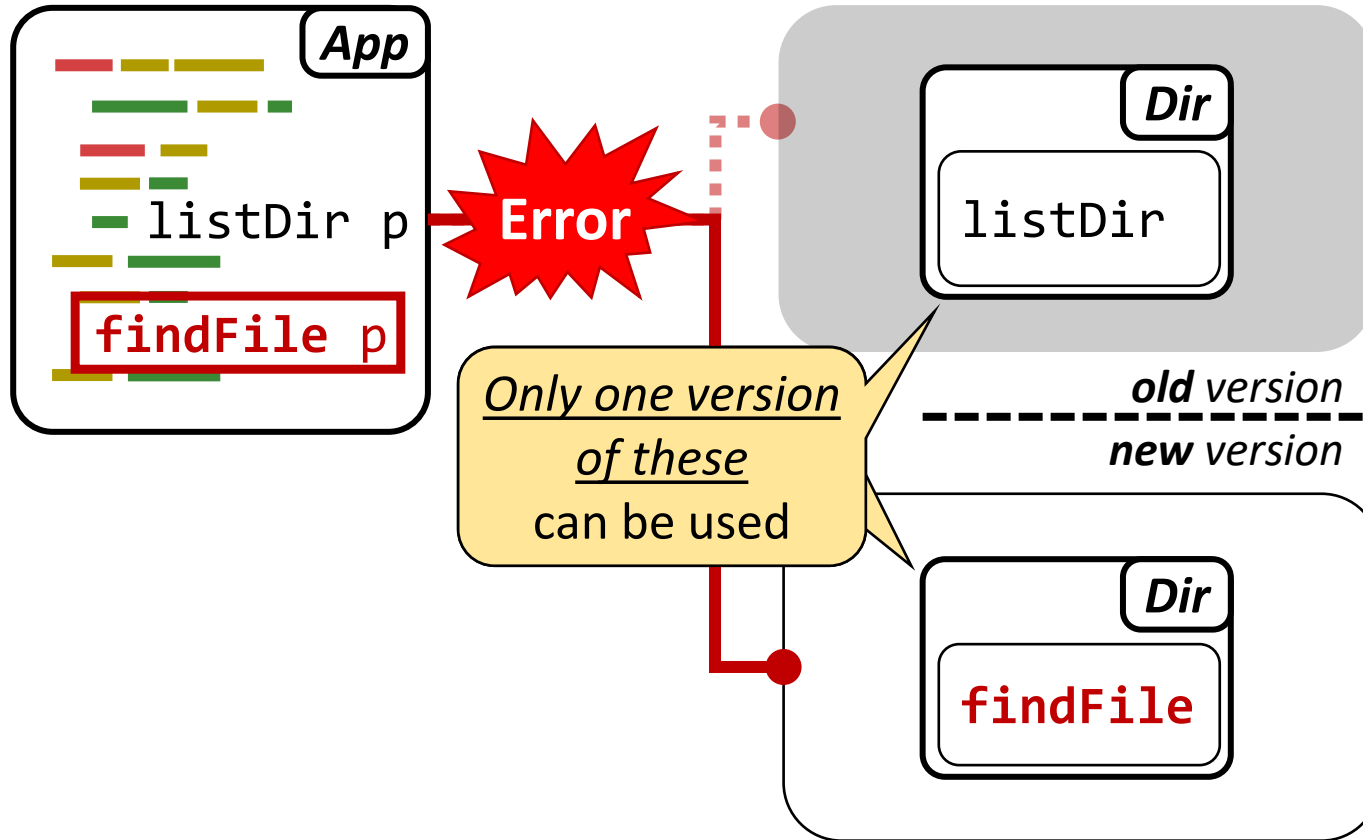 App
listDir p
findFile p
Error
Dir
listDir
Only one version
of these
can be used
old version
new version
Dir
findFile